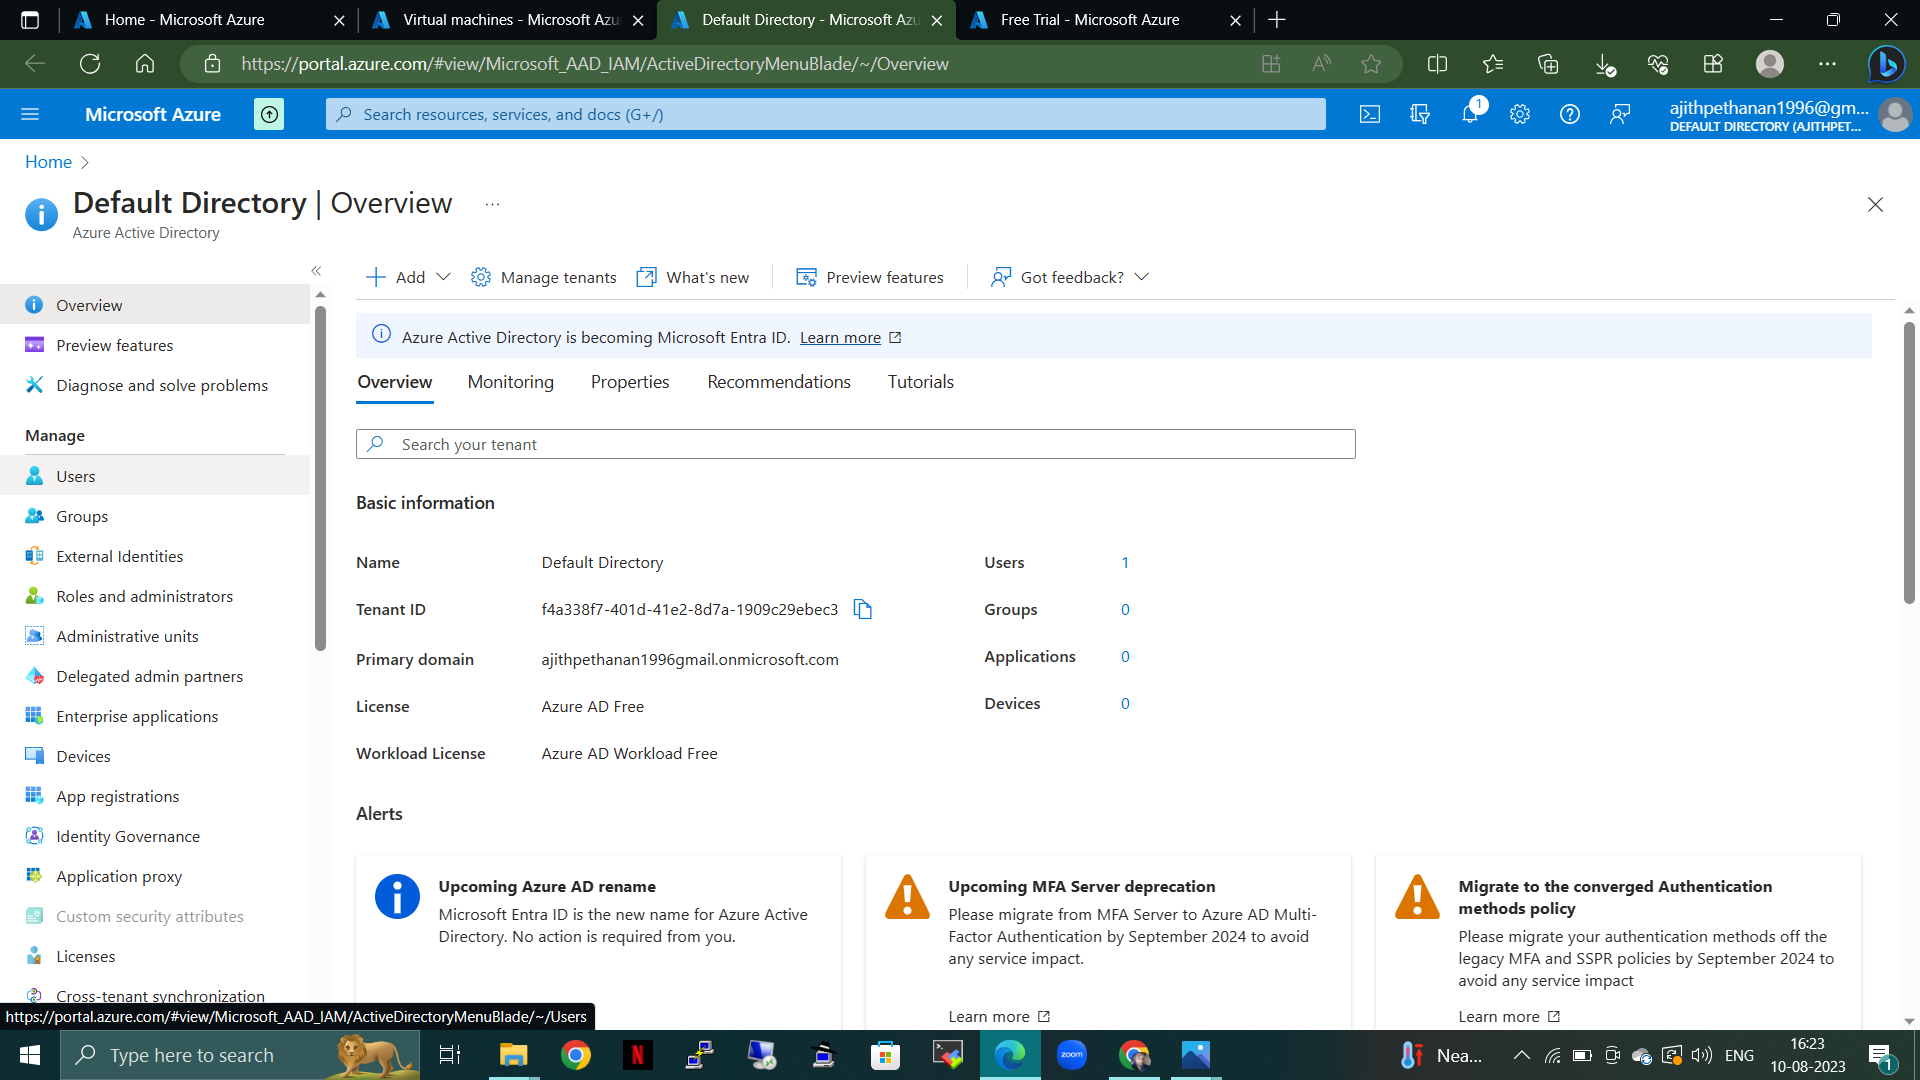 Home - Microsoft Azure
Virtual machines - Microsoft Azu
Default Directory - Microsoft Azu
Free Trial - Microsoft Azure
https://portal.azure.com/#view/Microsoft_AAD_IAM/ActiveDirectoryMenuBlade/~/Overview
Microsoft Azure
Search resources, services, and docs (G+/)
1
ajithpethanan1996@gm...
DEFAULT DIRECTORY (AJITHPET...
Home
Default Directory | Overview
...
Azure Active Directory
Add
Manage tenants
What's new
Preview features
Got feedback?
Overview
Preview features
Diagnose and solve problems
Manage
Users
Groups
External Identities
Roles and administrators
Administrative units
Delegated admin partners
Enterprise applications
Devices
App registrations
Identity Governance
Application proxy
Custom security attributes
Licenses
Cross-tenant synchronization
Azure Active Directory is becoming Microsoft Entra ID. Learn more
Overview
Monitoring
Properties
Recommendations
Tutorials
Search your tenant
Basic information
Name Default Directory
Tenant ID f4a338f7-401d-41e2-8d7a-1909c29ebec3
Primary domain ajithpethanan1996gmail.onmicrosoft.com
License Azure AD Free
Workload License Azure AD Workload Free
Users 1
Groups 0
Applications 0
Devices 0
Alerts
Upcoming Azure AD rename
Microsoft Entra ID is the new name for Azure Active
Directory. No action is required from you.
Upcoming MFA Server deprecation
Please migrate from MFA Server to Azure AD Multi-
Factor Authentication by September 2024 to avoid
any service impact.
Learn more
Migrate to the converged Authentication
methods policy
Please migrate your authentication methods off the
legacy MFA and SSPR policies by September 2024 to
avoid any service impact
Learn more
https://portal.azure.com/#view/Microsoft_AAD_IAM/ActiveDirectoryMenuBlade/~/Users
Type here to search
N
zoom
Nea...
ENG
16:23
10-08-2023
1